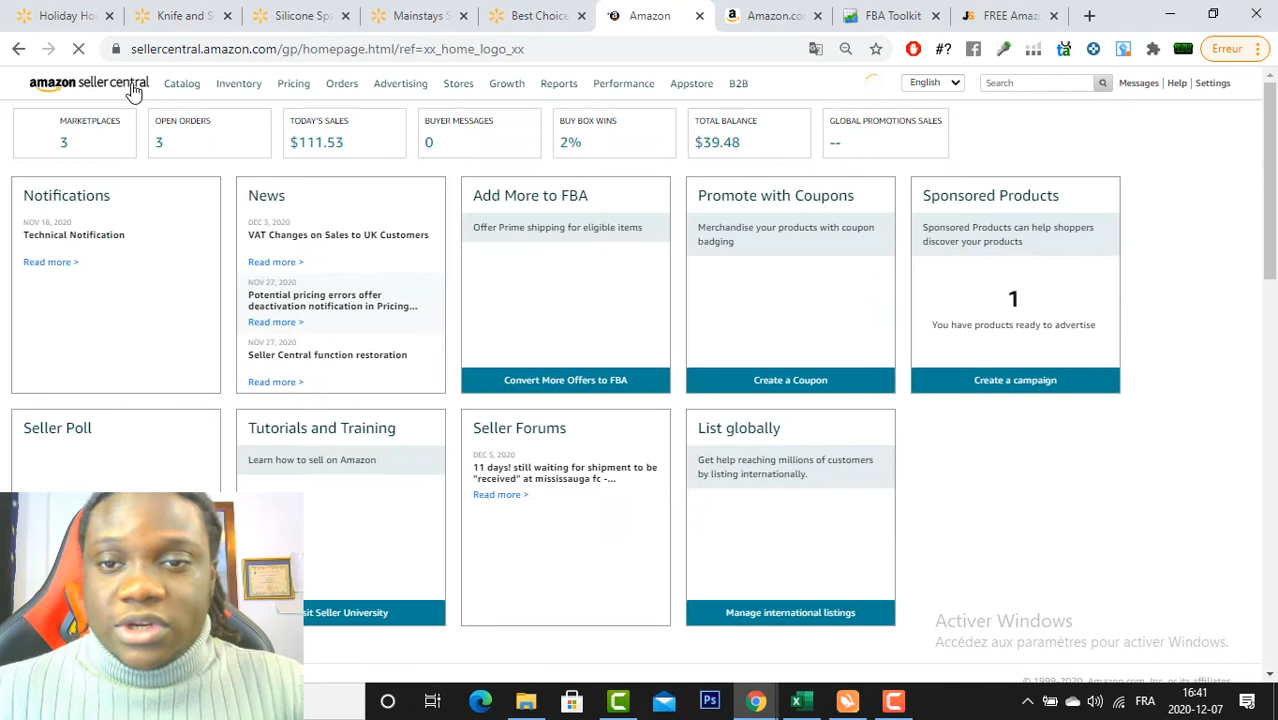 Holiday Ho
Knife and S
Silicone Spa
Mainstays S
Best Choice
Amazon
Amazon.co
FBA Toolkit
FREE Amaz
sellercentral.amazon.com/gp/homepage.html/ref=xx_home_logo_xx
#?
Erreur
amazon seller central
Catalog
Inventory
Pricing
Orders
Advertising
Stores
Growth
Reports
Performance
Appstore
B2B
English
Search
Messages | Help | Settings
MARKETPLACES
3
OPEN ORDERS
3
TODAY'S SALES
$111.53
BUYER MESSAGES
0
BUY BOX WINS
2%
TOTAL BALANCE
$39.48
GLOBAL PROMOTIONS SALES
--
Notifications
NOV 18, 2020
Technical Notification
Read more >
News
DEC 3, 2020
VAT Changes on Sales to UK Customers
Read more >
NOV 27, 2020
Potential pricing errors offer
deactivation notification in Pricing...
Read more >
NOV 27, 2020
Seller Central function restoration
Read more >
Add More to FBA
Offer Prime shipping for eligible items
Convert More Offers to FBA
Promote with Coupons
Merchandise your products with coupon
badging
Create a Coupon
Sponsored Products
Sponsored Products can help shoppers
discover your products
1
You have products ready to advertise
Create a campaign
Seller Poll
Tutorials and Training
Learn how to sell on Amazon
sit Seller University
Seller Forums
DEC 5, 2020
11 days! still waiting for shipment to be
"received" at mississauga fc -...
Read more >
List globally
Get help reaching millions of customers
by listing internationally.
Manage international listings
Activer Windows
Accédez aux paramètres pour activer Windows.
© 1999-2020, Amazon.com, Inc. or its affiliates
FRA
16:41
2020-12-07